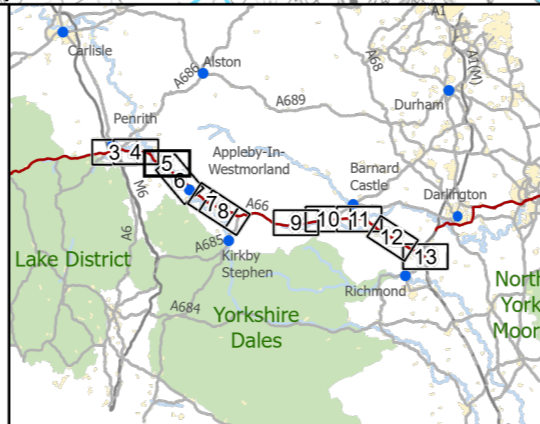 A1
Carlisle
A1(M)
A68
Alston
A686
A689
Durham
Penrith
Appleby-In-
Westmorland
Barnard
Castle
Darlington
3
4
5
6
7
8
A66
9
10
11
12
13
M6
A6
A685
Kirkby
Stephen
Lake District
Richmond
A684
Yorkshire
Dales
North
York
Moor